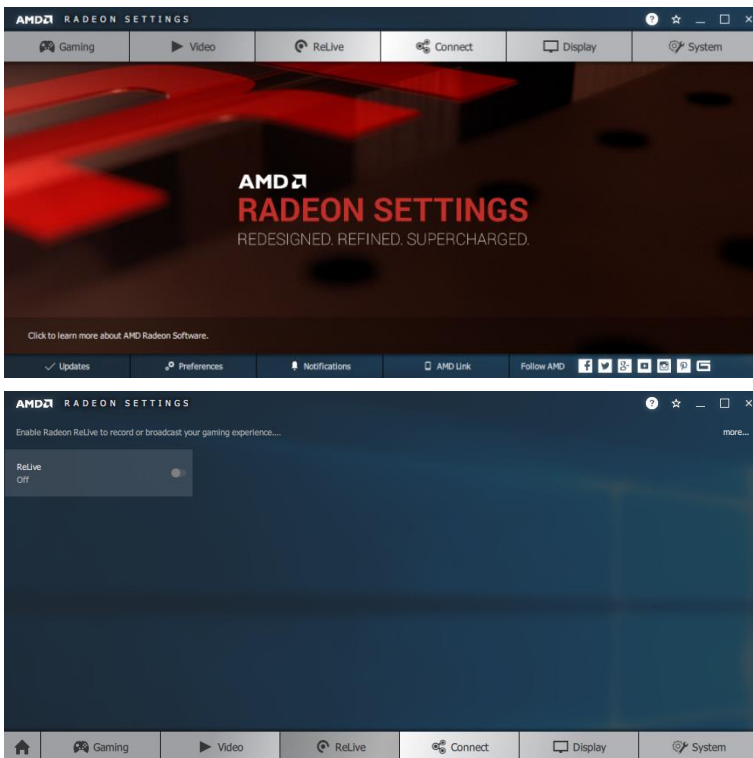 AMD RADEON SETTINGS
Gaming Video ReLive Connect Display System
AMD
RADEON SETTINGS
REDESIGNED. REFINED. SUPERCHARGED.
Click to learn more about AMD Radeon Software.
Updates Preferences Notifications AMD Link Follow AMD
AMD RADEON SETTINGS
Enable Radeon ReLive to record or broadcast your gaming experience.... more...
ReLive
Off
Gaming Video ReLive Connect Display System